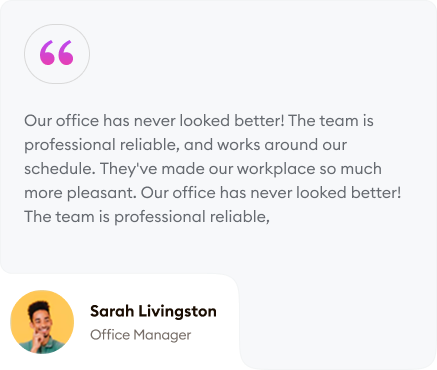 Our office has never looked better! The team is
professional reliable, and works around our
schedule. They've made our workplace so much
more pleasant. Our office has never looked better!
The team is professional reliable,
Sarah Livingston
Office Manager